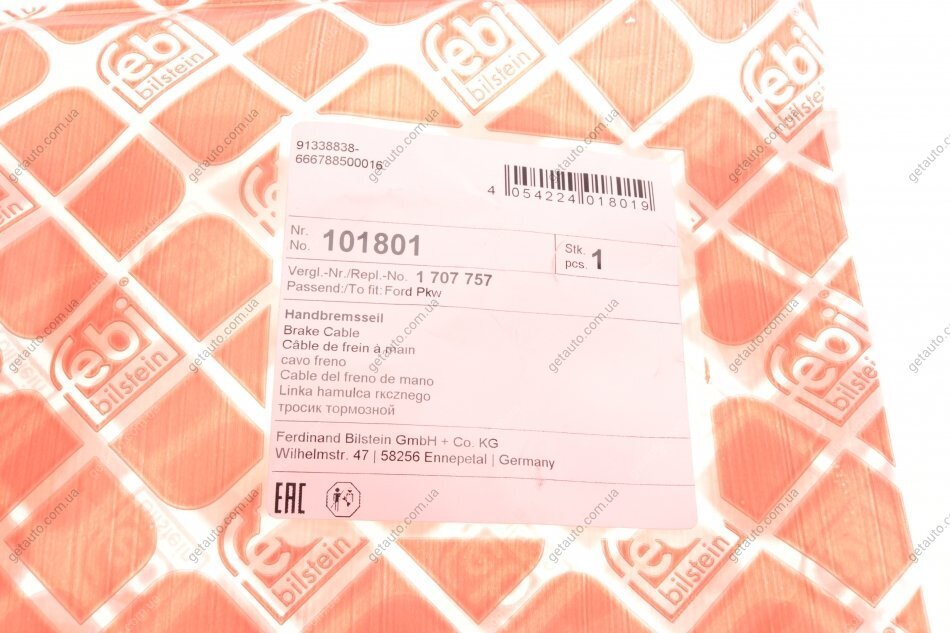 febi
bilstein
91338838-
666788500016
4 054224 018019
Nr.
No. 101801
Stk.
pcs. 1
Vergl.-Nr./Repl.-No. 1 707 757
Passend:/To fit: Ford Pkw
Handbremsseil
Brake Cable
Câble de frein à main
cavo freno
Cable del freno de mano
Linka hamulca rкcznego
тросик тормозной
Ferdinand Bilstein GmbH + Co. KG
Wilhelmstr. 47 | 58256 Ennepetal | Germany
EAC
getauto.com.ua